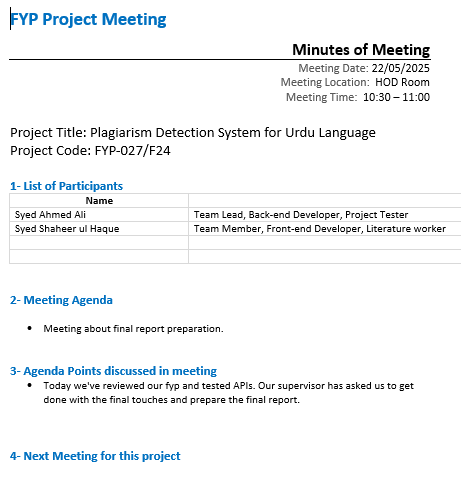 FYP Project Meeting
Minutes of Meeting
Meeting Date: 22/05/2025
Meeting Location: HOD Room
Meeting Time: 10:30 – 11:00
Project Title: Plagiarism Detection System for Urdu Language
Project Code: FYP-027/F24
1- List of Participants
Name
Syed Ahmed Ali Team Lead, Back-end Developer, Project Tester
Syed Shaheer ul Haque Team Member, Front-end Developer, Literature worker
2- Meeting Agenda
• Meeting about final report preparation.
3- Agenda Points discussed in meeting
• Today we've reviewed our fyp and tested APIs. Our supervisor has asked us to get
done with the final touches and prepare the final report.
4- Next Meeting for this project